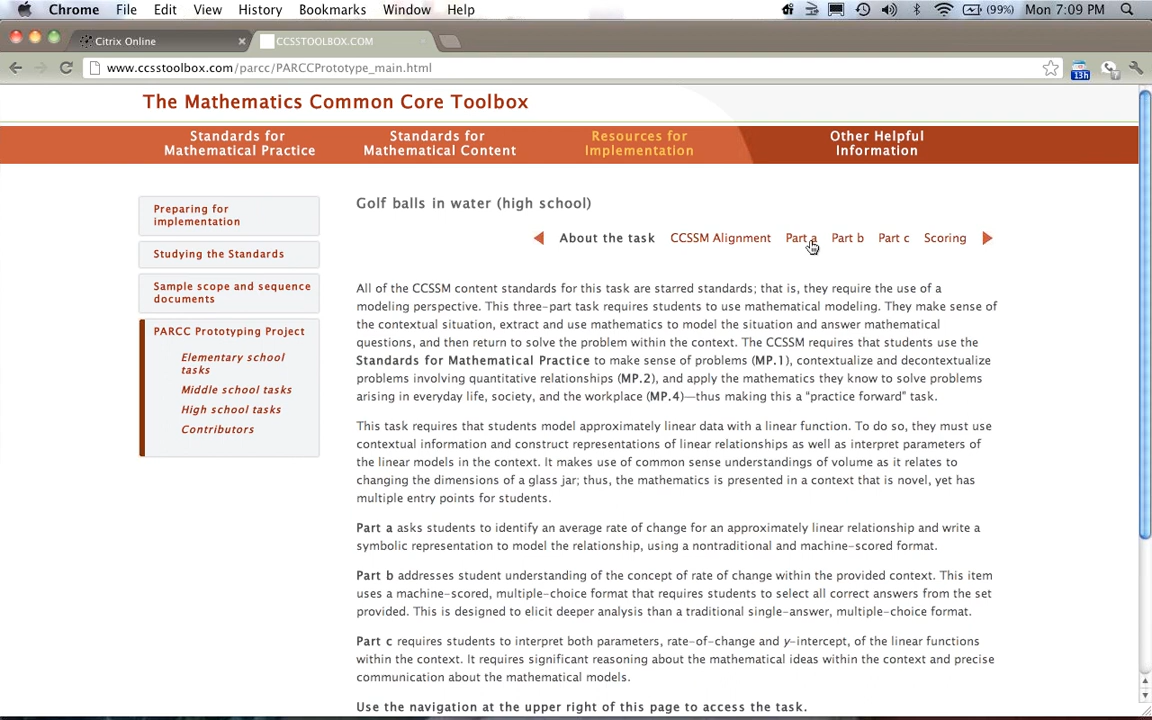 Chrome File Edit View History Bookmarks Window Help (99%) Mon 7:09 PM
Citrix Online CCSSTOOLBOX.COM
www.ccsstoolbox.com/parcc/PARCCPrototype_main.html
13h
The Mathematics Common Core Toolbox
Standards for Mathematical Practice
Standards for Mathematical Content
Resources for Implementation
Other Helpful Information
Preparing for
implementation
Studying the Standards
Sample scope and sequence
documents
PARCC Prototyping Project
Elementary school
tasks
Middle school tasks
High school tasks
Contributors
Golf balls in water (high school)
About the task CCSSM Alignment Part a Part b Part c Scoring
All of the CCSSM content standards for this task are starred standards; that is, they require the use of a
modeling perspective. This three-part task requires students to use mathematical modeling. They make sense of
the contextual situation, extract and use mathematics to model the situation and answer mathematical
questions, and then return to solve the problem within the context. The CCSSM requires that students use the
Standards for Mathematical Practice to make sense of problems (MP.1), contextualize and decontextualize
problems involving quantitative relationships (MP.2), and apply the mathematics they know to solve problems
arising in everyday life, society, and the workplace (MP.4)—thus making this a “practice forward” task.
This task requires that students model approximately linear data with a linear function. To do so, they must use
contextual information and construct representations of linear relationships as well as interpret parameters of
the linear models in the context. It makes use of common sense understandings of volume as it relates to
changing the dimensions of a glass jar; thus, the mathematics is presented in a context that is novel, yet has
multiple entry points for students.
Part a asks students to identify an average rate of change for an approximately linear relationship and write a
symbolic representation to model the relationship, using a nontraditional and machine-scored format.
Part b addresses student understanding of the concept of rate of change within the provided context. This item
uses a machine-scored, multiple-choice format that requires students to select all correct answers from the set
provided. This is designed to elicit deeper analysis than a traditional single-answer, multiple-choice format.
Part c requires students to interpret both parameters, rate-of-change and y-intercept, of the linear functions
within the context. It requires significant reasoning about the mathematical ideas within the context and precise
communication about the mathematical models.
Use the navigation at the upper right of this page to access the task.